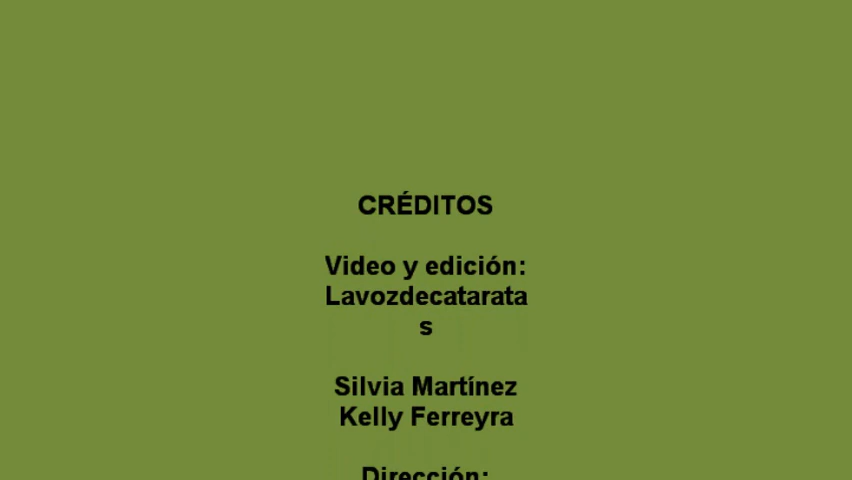 CRÉDITOS
Video y edición:
Lavozdecatarata
s
Silvia Martínez
Kelly Ferreyra
Dirección: